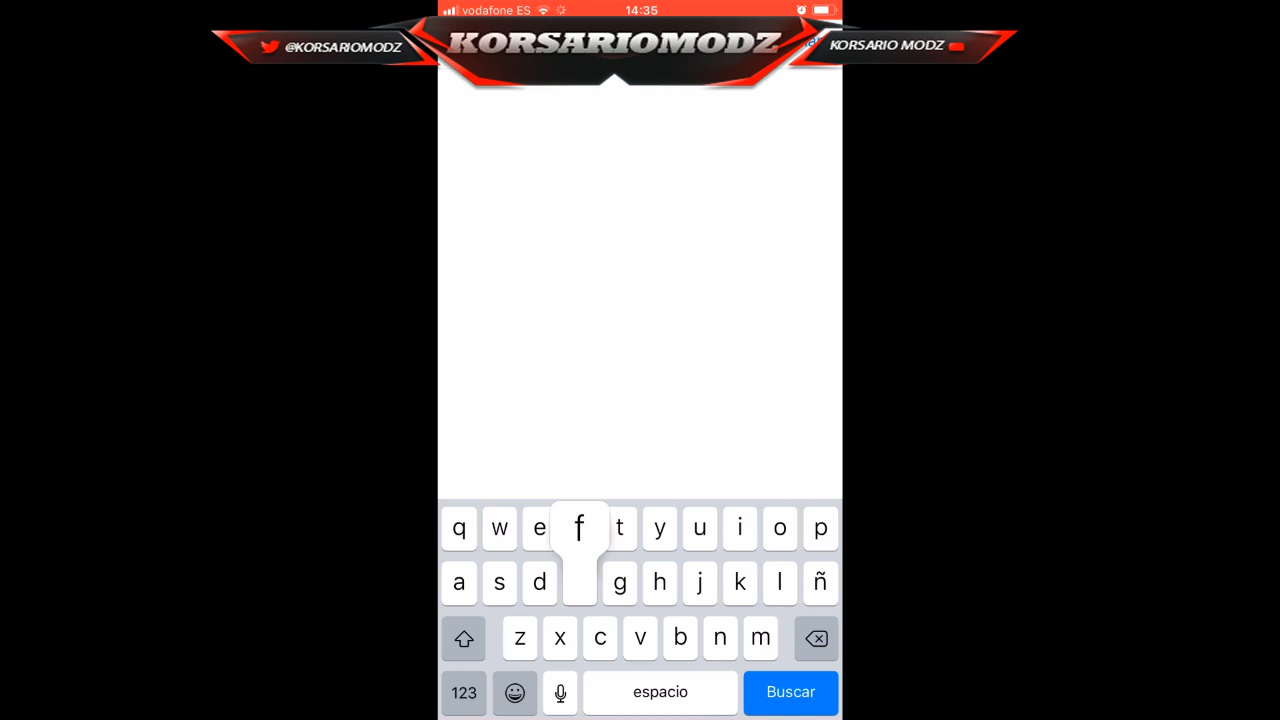 vodafone ES 14:35
@KORSARIOMODZ KORSARIOMODZ KORSARIO MODZ
q w e f t y u i o p
a s d g h j k l ñ
z x c v b n m
123 espacio Buscar